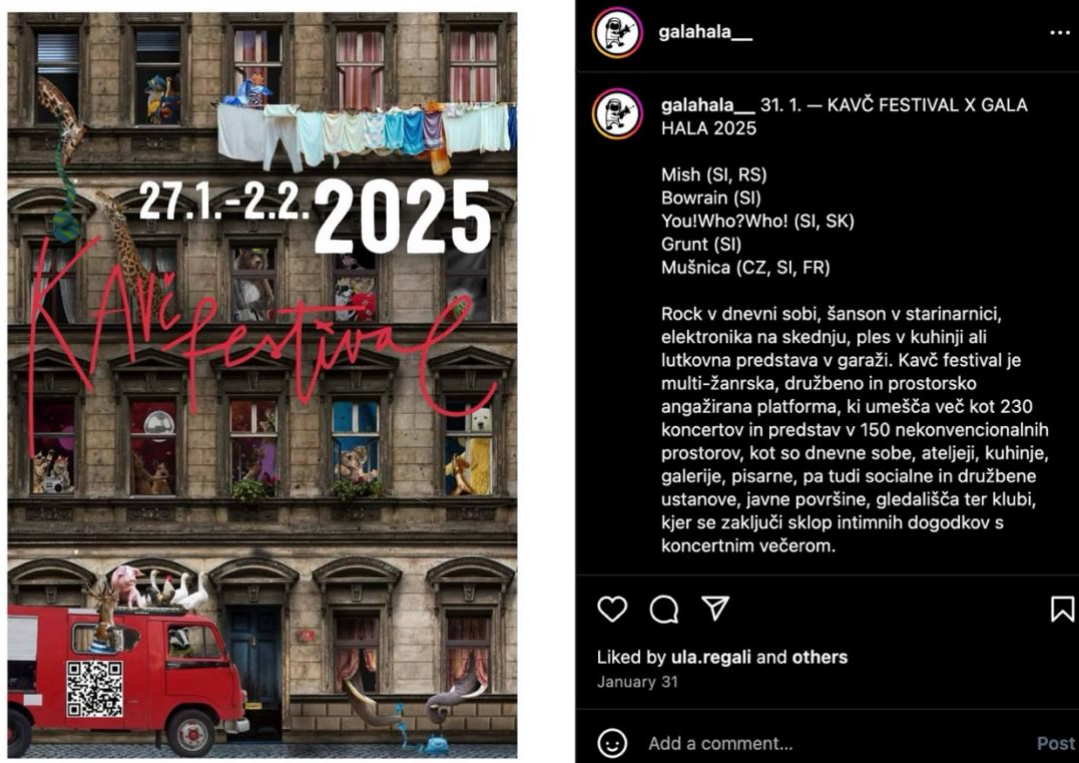 27.1.-2.2. 2025
KAVč festival
galahala__
galahala__ 31. 1. — KAVČ FESTIVAL X GALA
HALA 2025
Mish (SI, RS)
Bowrain (SI)
You!Who?Who! (SI, SK)
Grunt (SI)
Mušnica (CZ, SI, FR)
Rock v dnevni sobi, šanson v starinarnici,
elektronika na skednju, ples v kuhinji ali
lutkovna predstava v garaži. Kavč festival je
multi-žanrska, družbeno in prostorsko
angažirana platforma, ki umešča več kot 230
koncertov in predstav v 150 nekonvencionalnih
prostorov, kot so dnevne sobe, ateljeji, kuhinje,
galerije, pisarne, pa tudi socialne in družbene
ustanove, javne površine, gledališča ter klubi,
kjer se zaključi sklop intimnih dogodkov s
koncertnim večerom.
Liked by ula.regali and others
January 31
Add a comment...
Post